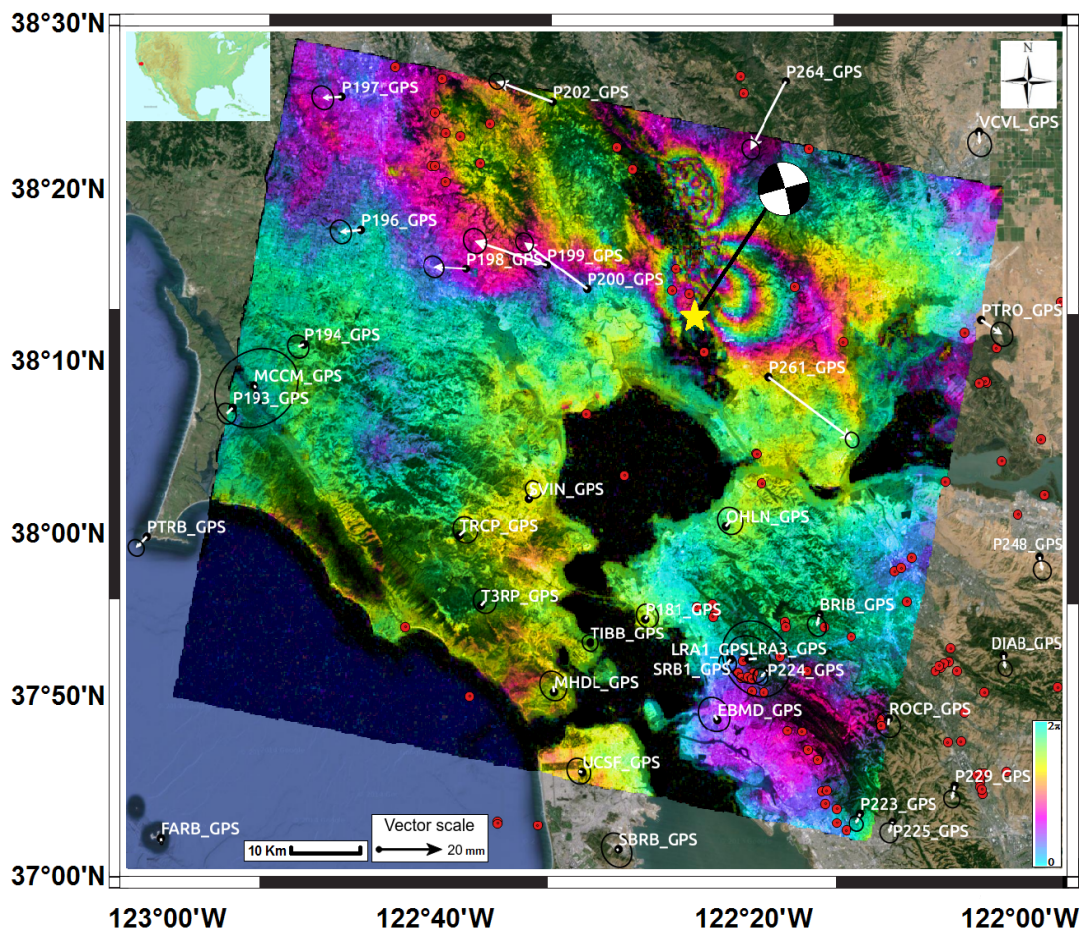 38°30'N
N
P197_GPS
P202_GPS
P264_GPS
VCVL_GPS
38°20'N
P196_GPS
P198_GPS
P199_GPS
P200_GPS
PTRO_GPS
P194_GPS
38°10'N
MCCM_GPS
P193_GPS
P261_GPS
SVIN_GPS
OHLN_GPS
38°00'N
PTRB_GPS
TRCP_GPS
P248_GPS
T3RP_GPS
P181_GPS
BRIB_GPS
TIBB_GPS
LRA1_GPS
LRA3_GPS
DIAB_GPS
SRB1_GPS
P224_GPS
37°50'N
MHDL_GPS
EBMD_GPS
ROCP_GPS
2π
UCSF_GPS
P229_GPS
P223_GPS
P225_GPS
FARB_GPS
SBRB_GPS
10 Km
Vector scale
20 mm
0
37°00'N
123°00'W
122°40'W
122°20'W
122°00'W